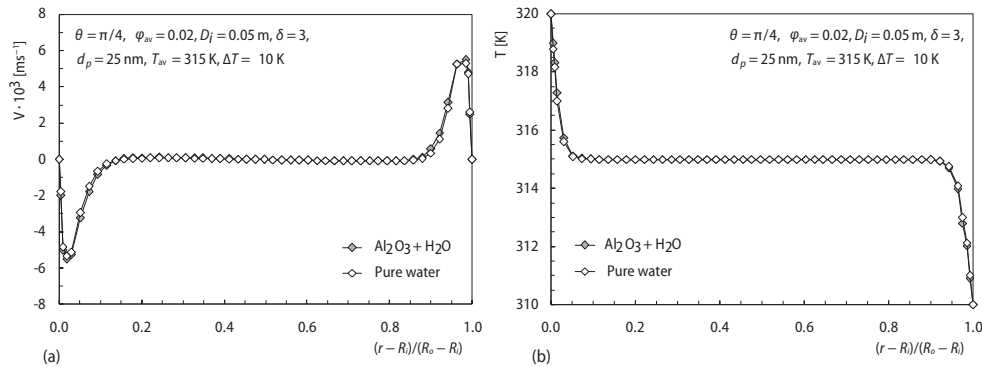 θ = π/4, φav = 0.02, Di = 0.05 m, δ = 3,
dp = 25 nm, Tav = 315 K, ΔT = 10 K
V · 10³ [ms⁻¹]
8
6
4
2
0
-2
-4
-6
-8
Al2O3 + H2O
Pure water
0.0 0.2 0.4 0.6 0.8 1.0
(r – Ri)/(Ro – Ri)
(a)
θ = π/4, φav = 0.02, Di = 0.05 m, δ = 3,
dp = 25 nm, Tav = 315 K, ΔT = 10 K
T [K]
320
318
316
314
312
310
Al2O3 + H2O
Pure water
0.0 0.2 0.4 0.6 0.8 1.0
(r – Ri)/(Ro – Ri)
(b)